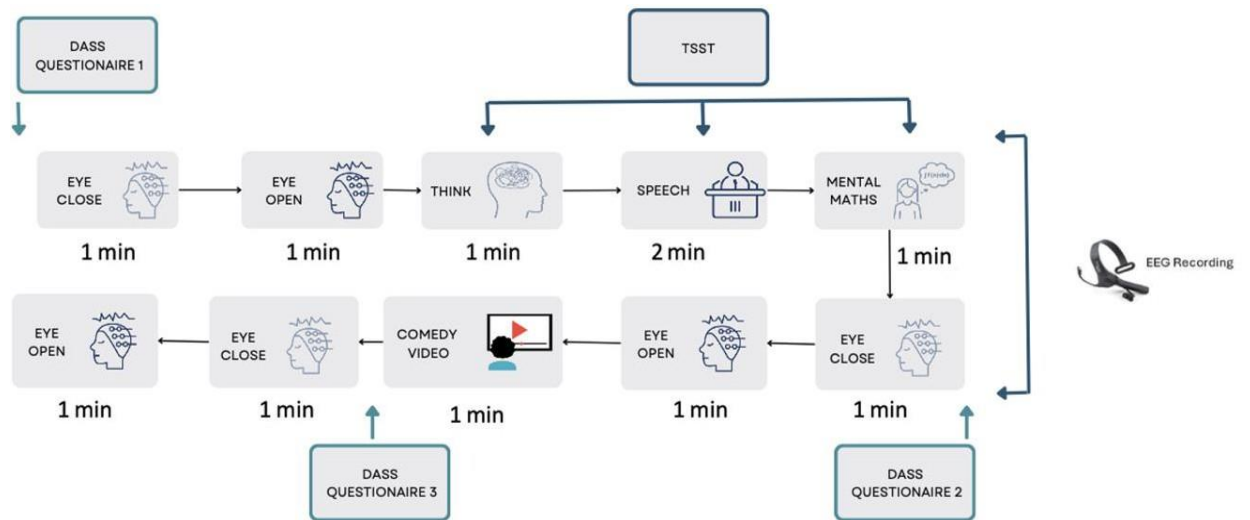 DASS
QUESTIONAIRE 1
TSST
EYE
CLOSE
EYE
OPEN
THINK
SPEECH
MENTAL
MATHS
1 min
1 min
1 min
2 min
1 min
EEG Recording
EYE
OPEN
EYE
CLOSE
COMEDY
VIDEO
EYE
OPEN
EYE
CLOSE
1 min
1 min
1 min
1 min
1 min
DASS
QUESTIONAIRE 3
DASS
QUESTIONAIRE 2